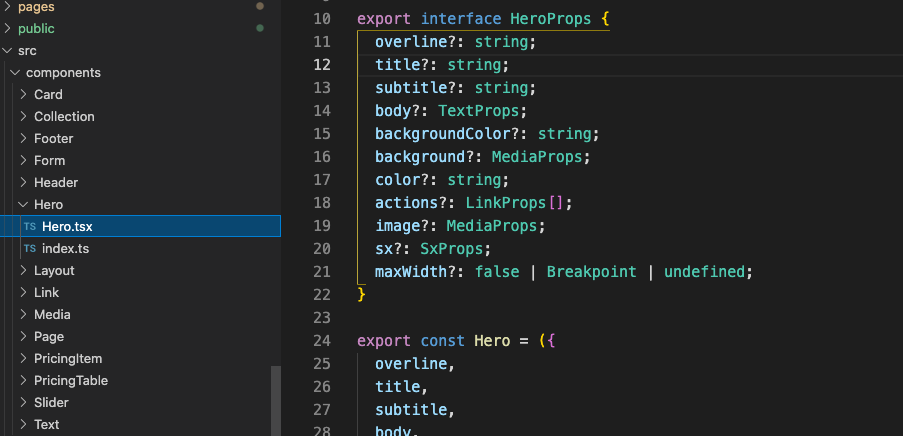 pages
public
src
components
Card
Collection
Footer
Form
Header
Hero
TS Hero.tsx
TS index.ts
Layout
Link
Media
Page
PricingItem
PricingTable
Slider
Text
10 export interface HeroProps {
11 overline?: string;
12 title?: string;
13 subtitle?: string;
14 body?: TextProps;
15 backgroundColor?: string;
16 background?: MediaProps;
17 color?: string;
18 actions?: LinkProps[];
19 image?: MediaProps;
20 sx?: SxProps;
21 maxWidth?: false | Breakpoint | undefined;
22 }
23
24 export const Hero = ({
25 overline,
26 title,
27 subtitle,
28 body,